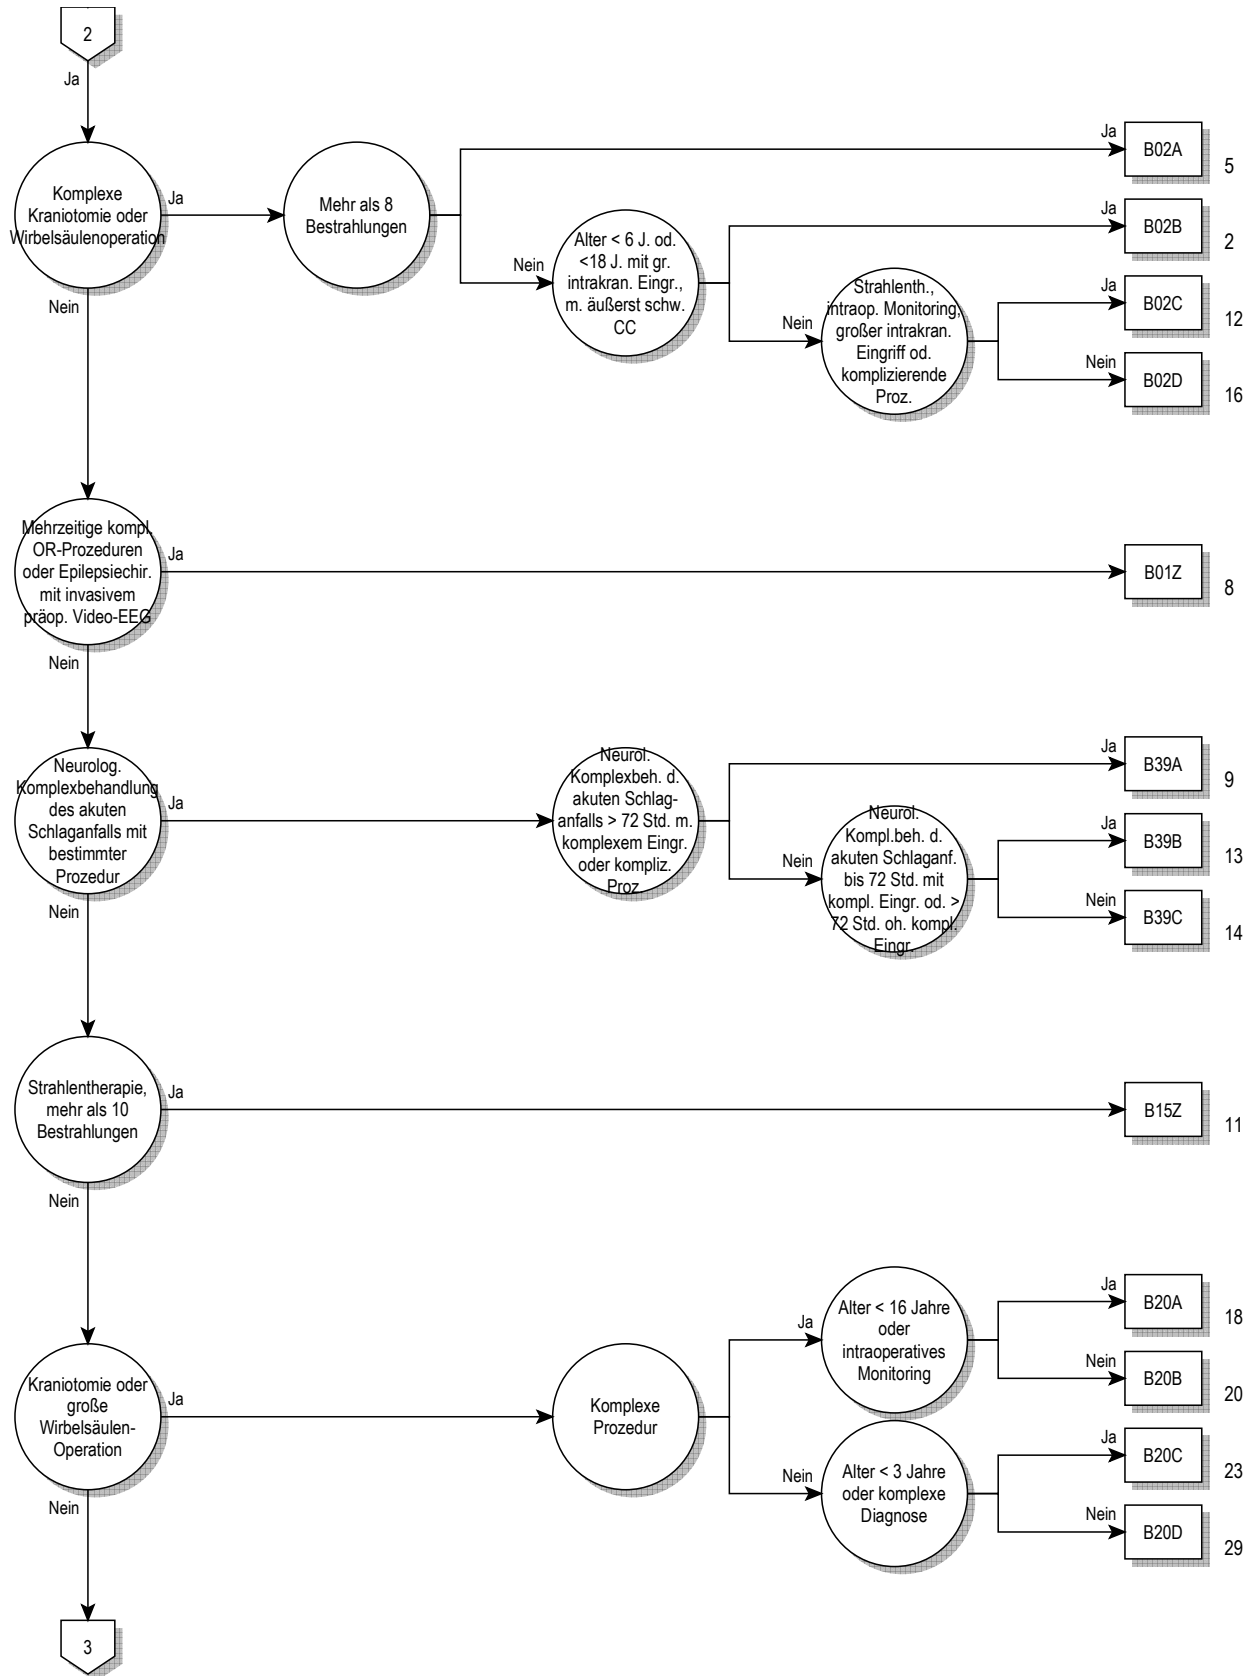 2
Ja
Komplexe
Kraniotomie oder
Wirbelsäulenoperation
Ja
Nein
Mehr als 8
Bestrahlungen
Ja
B02A
5
Nein
Alter < 6 J. od.
<18 J. mit gr.
intrakran. Eingr.,
m. äußerst schw.
CC
Ja
B02B
2
Nein
Strahlenth.,
intraop. Monitoring,
großer intrakran.
Eingriff od.
komplizierende
Proz.
Ja
B02C
12
Nein
B02D
16
Mehrzeitige kompl.
OR-Prozeduren
oder Epilepsiechir.
mit invasivem
präop. Video-EEG
Ja
B01Z
8
Nein
Neurolog.
Komplexbehandlung
des akuten
Schlaganfalls mit
bestimmter
Prozedur
Ja
Nein
Neurol.
Komplexbeh. d.
akuten Schlag-
anfalls > 72 Std. m.
komplexem Eingr.
oder kompliz.
Proz.
Ja
B39A
9
Nein
Neurol.
Kompl.beh. d.
akuten Schlaganf.
bis 72 Std. mit
kompl. Eingr. od. >
72 Std. oh. kompl.
Eingr.
Ja
B39B
13
Nein
B39C
14
Strahlentherapie,
mehr als 10
Bestrahlungen
Ja
B15Z
11
Nein
Kraniotomie oder
große
Wirbelsäulen-
Operation
Ja
Nein
Komplexe
Prozedur
Ja
Alter < 16 Jahre
oder
intraoperatives
Monitoring
Ja
B20A
18
Nein
B20B
20
Nein
Alter < 3 Jahre
oder komplexe
Diagnose
Ja
B20C
23
Nein
B20D
29
3